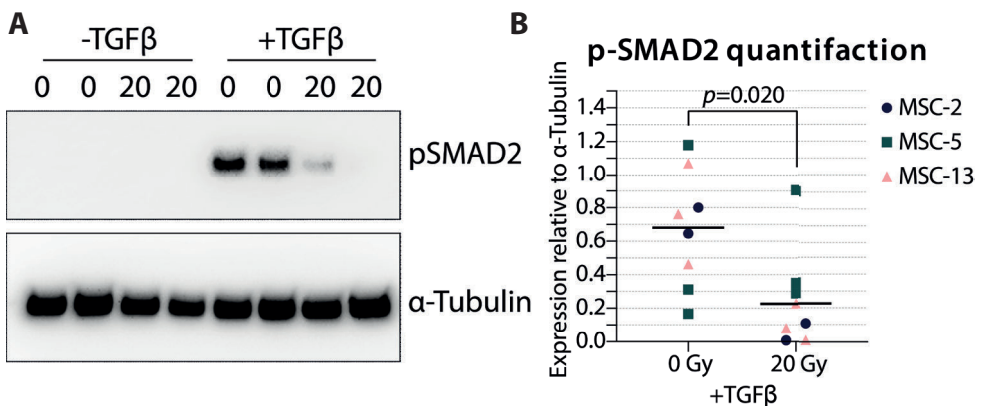 A
-TGFβ +TGFβ
0 0 20 20 0 0 20 20
pSMAD2
α-Tubulin
B
p-SMAD2 quantifaction
Expression relative to α-Tubulin
1.4
1.2
1.0
0.8
0.6
0.4
0.2
0.0
p=0.020
0 Gy 20 Gy
+TGFβ
MSC-2
MSC-5
MSC-13